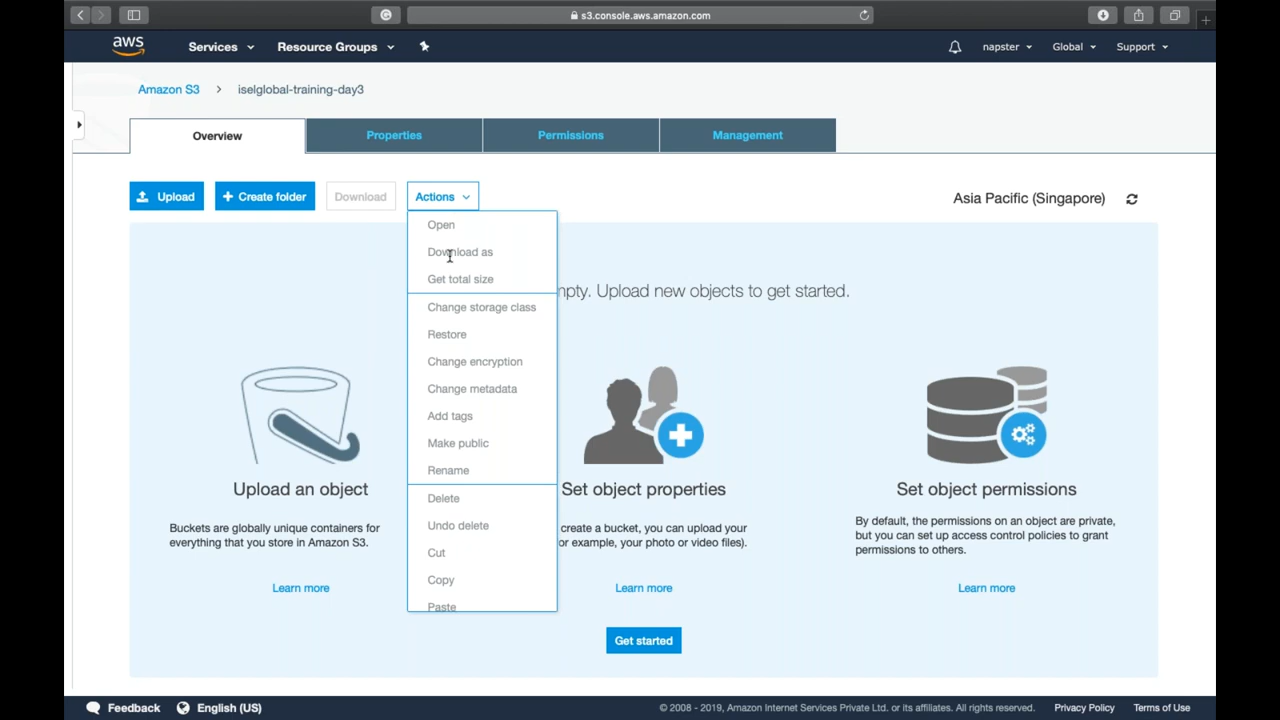 s3.console.aws.amazon.com
aws Services Resource Groups napster Global Support
Amazon S3 iselglobal-training-day3
Overview Properties Permissions Management
Upload + Create folder Download Actions Asia Pacific (Singapore)
Open
Download as
Get total size
mpty. Upload new objects to get started.
Change storage class
Restore
Change encryption
Change metadata
Add tags
Make public
Rename
Delete
Undo delete
Cut
Copy
Paste
Upload an object
Buckets are globally unique containers for
everything that you store in Amazon S3.
Learn more
Set object properties
create a bucket, you can upload your
or example, your photo or video files).
Learn more
Set object permissions
By default, the permissions on an object are private,
but you can set up access control policies to grant
permissions to others.
Learn more
Get started
Feedback English (US) © 2008 - 2019, Amazon Internet Services Private Ltd. or its affiliates. All rights reserved. Privacy Policy Terms of Use